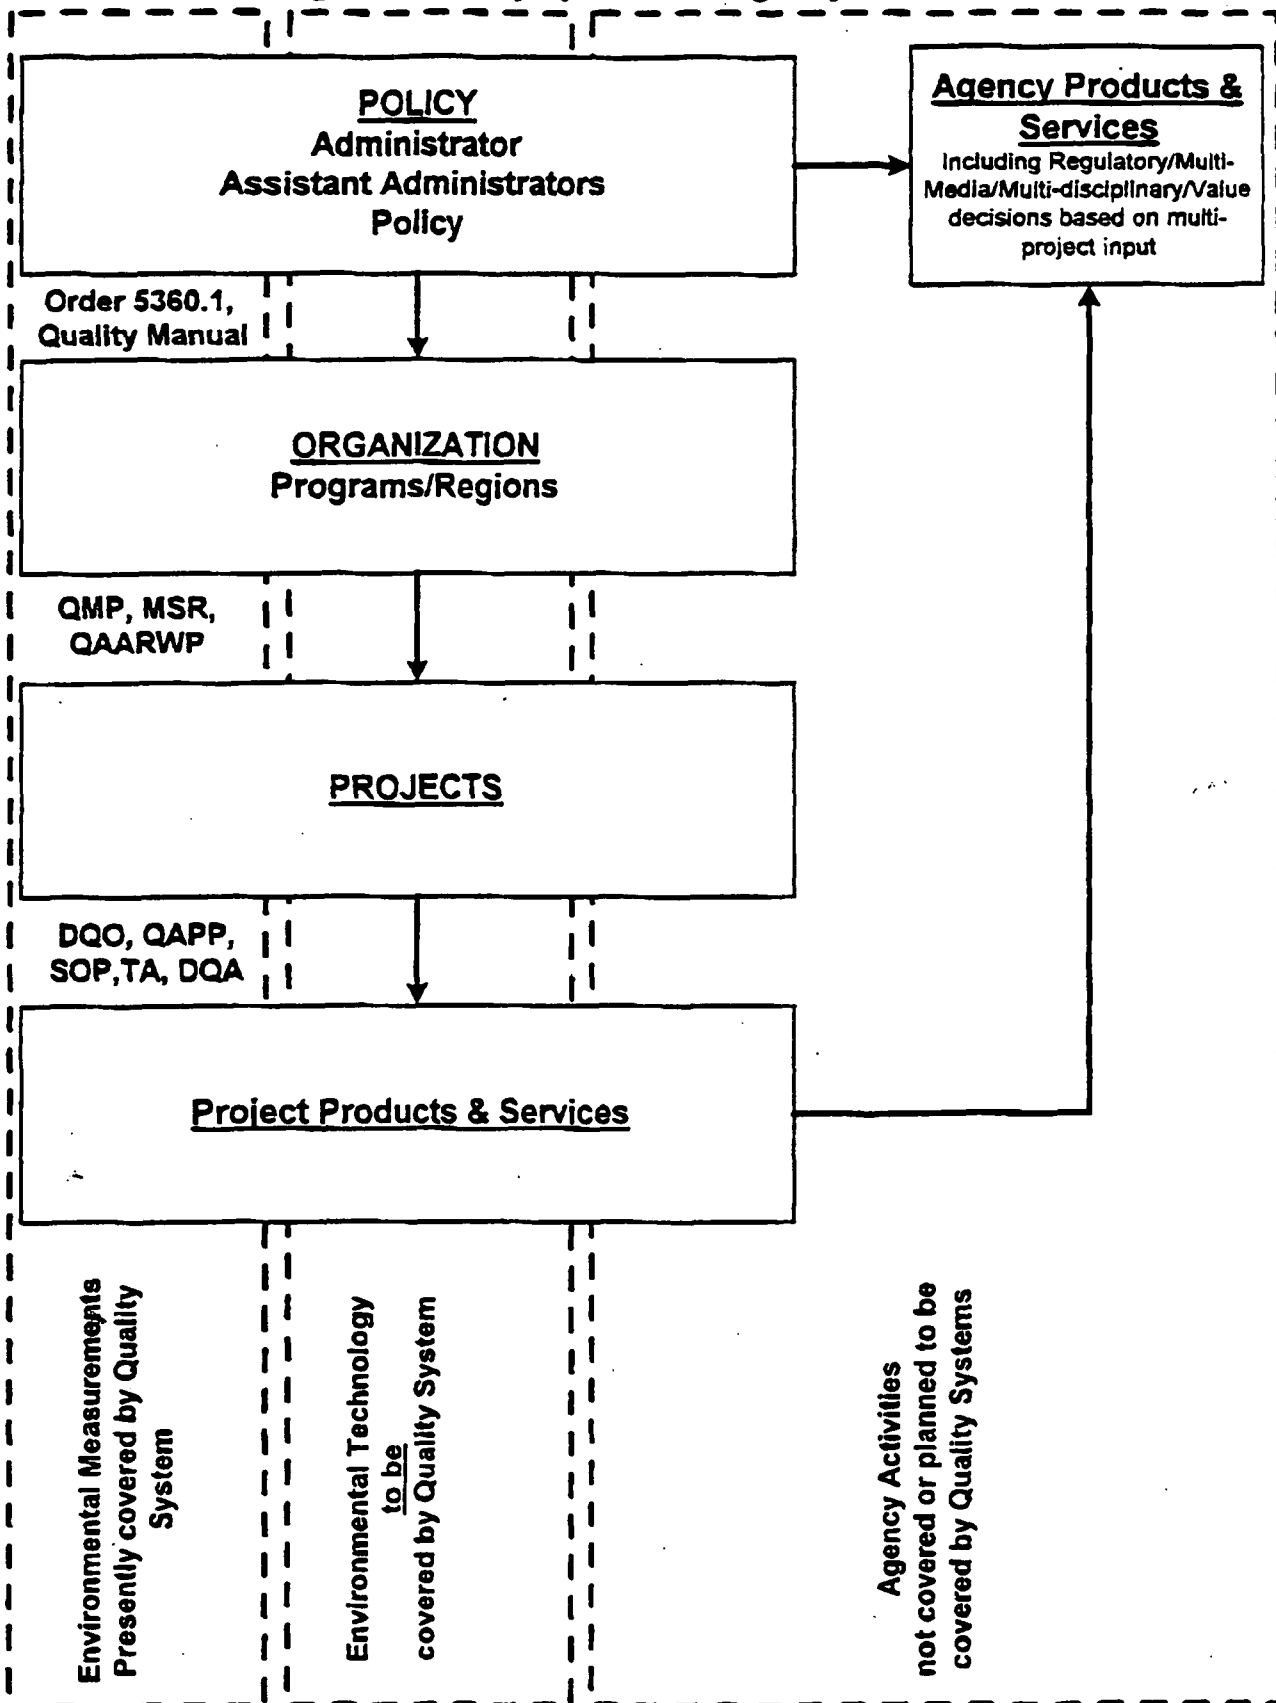 POLICY
Administrator
Assistant Administrators
Policy
Agency Products &
Services
Including Regulatory/Multi-
Media/Multi-disciplinary/Value
decisions based on multi-
project input
Order 5360.1,
Quality Manual
ORGANIZATION
Programs/Regions
QMP, MSR,
QAARWP
PROJECTS
DQO, QAPP,
SOP,TA, DQA
Project Products & Services
Environmental Measurements
Presently covered by Quality
System
Environmental Technology
to be
covered by Quality System
Agency Activities
not covered or planned to be
covered by Quality Systems